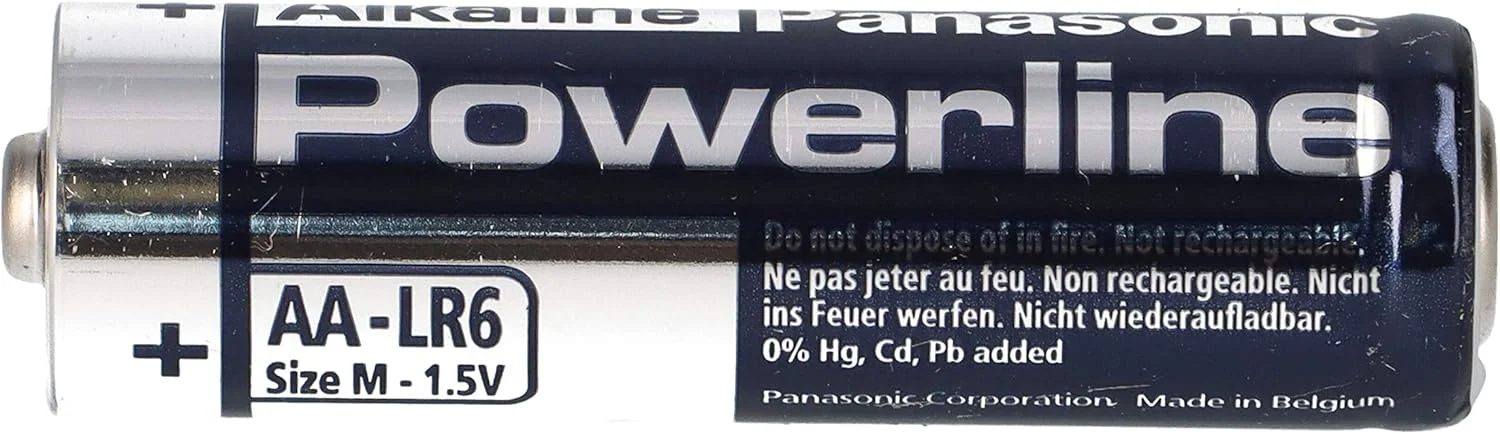 + Alkaline Panasonic
Powerline
Do not dispose of in fire. Not rechargeable.
Ne pas jeter au feu. Non rechargeable. Nicht
ins Feuer werfen. Nicht wiederaufladbar.
0% Hg, Cd, Pb added
Panasonic Corporation Made in Belgium
+
AA-LR6
Size M - 1.5V